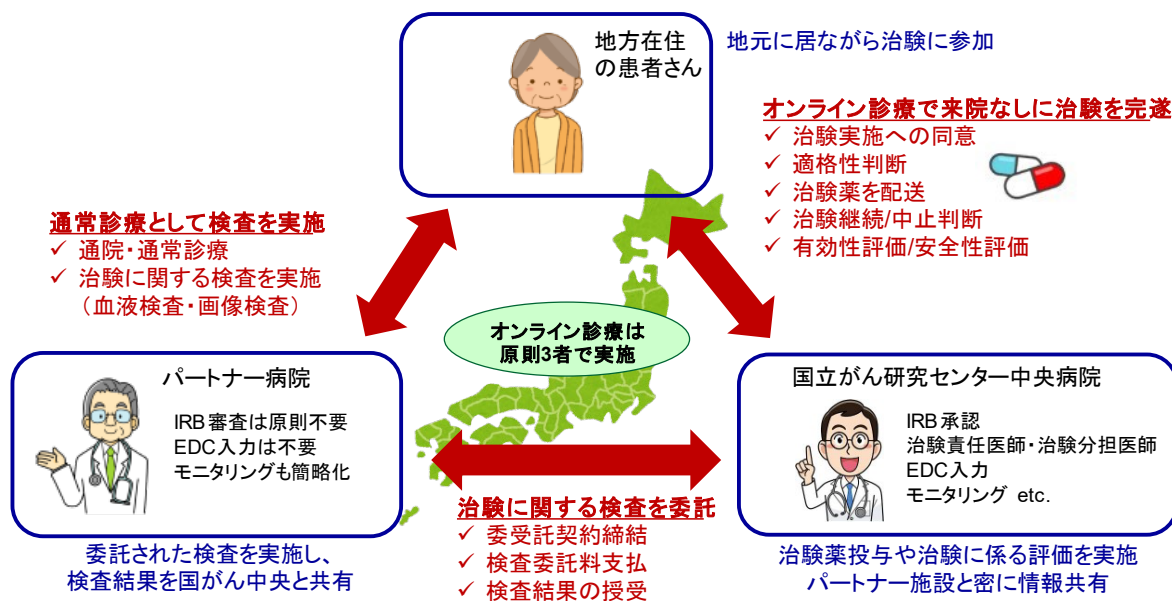 地方在住
の患者さん
地元に居ながら治験に参加
オンライン診療で来院なしに治験を完遂
✓ 治験実施への同意
✓ 適格性判断
✓ 治験薬を配送
✓ 治験継続/中止判断
✓ 有効性評価/安全性評価
通常診療として検査を実施
✓ 通院・通常診療
✓ 治験に関する検査を実施
（血液検査・画像検査）
オンライン診療は
原則3者で実施
パートナー病院
IRB審査は原則不要
EDC入力は不要
モニタリングも簡略化
委託された検査を実施し、
検査結果を国がん中央と共有
国立がん研究センター中央病院
IRB承認
治験責任医師・治験分担医師
EDC入力
モニタリング etc.
治験薬投与や治験に係る評価を実施
パートナー施設と密に情報共有
治験に関する検査を委託
✓ 委受託契約締結
✓ 検査委託料支払
✓ 検査結果の授受